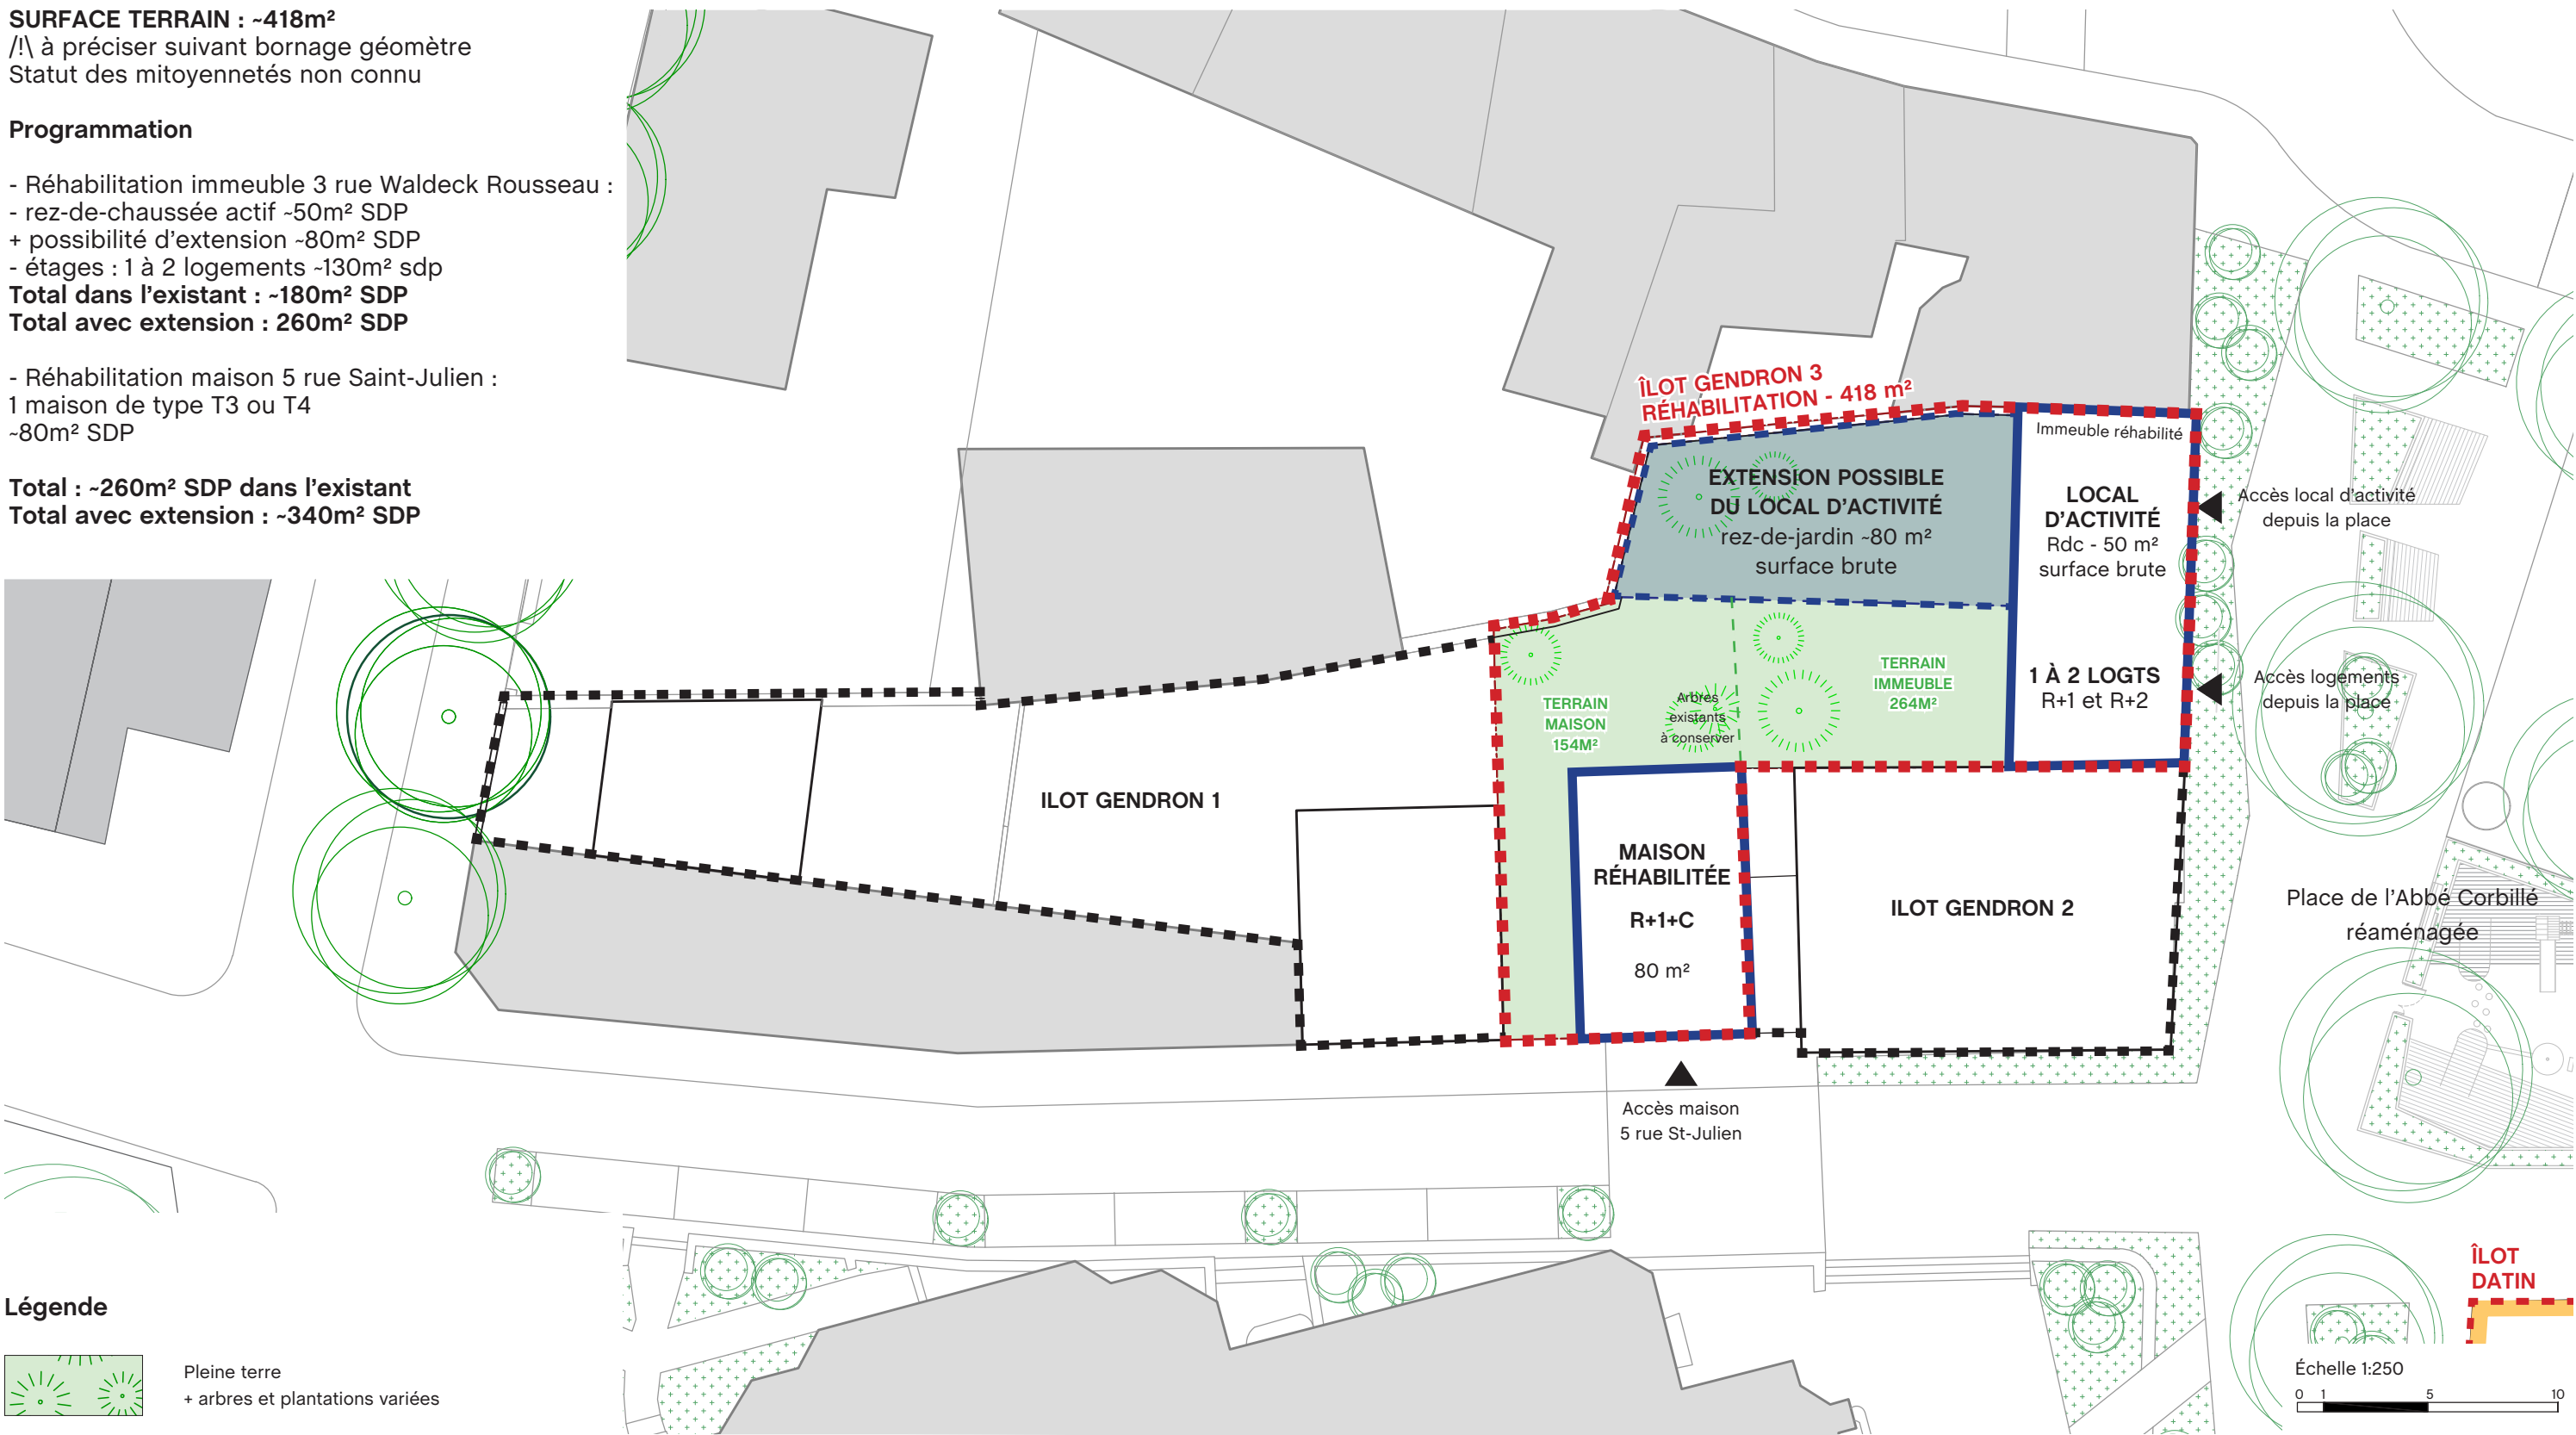 SURFACE TERRAIN : ~418m²
/!\ à préciser suivant bornage géomètre
Statut des mitoyennetés non connu
Programmation
- Réhabilitation immeuble 3 rue Waldeck Rousseau :
- rez-de-chaussée actif ~50m² SDP
+ possibilité d'extension ~80m² SDP
- étages : 1 à 2 logements ~130m² sdp
Total dans l'existant : ~180m² SDP
Total avec extension : 260m² SDP
- Réhabilitation maison 5 rue Saint-Julien :
1 maison de type T3 ou T4
~80m² SDP
Total : ~260m² SDP dans l'existant
Total avec extension : ~340m² SDP
ÎLOT GENDRON 3
RÉHABILITATION - 418 m²
Immeuble réhabilité
EXTENSION POSSIBLE
DU LOCAL D'ACTIVITÉ
rez-de-jardin ~80 m²
surface brute
LOCAL
D'ACTIVITÉ
Rdc - 50 m²
surface brute
Accès local d'activité
depuis la place
1 À 2 LOGTS
R+1 et R+2
Accès logements
depuis la place
TERRAIN
IMMEUBLE
264M²
TERRAIN
MAISON
154M²
Arbres
existants
à conserver
ILOT GENDRON 1
MAISON
RÉHABILITÉE
R+1+C
80 m²
ILOT GENDRON 2
Place de l'Abbé Corbillé
réaménagée
Accès maison
5 rue St-Julien
ÎLOT
DATIN
Légende
Pleine terre
+ arbres et plantations variées
Échelle 1:250
0 1 5 10